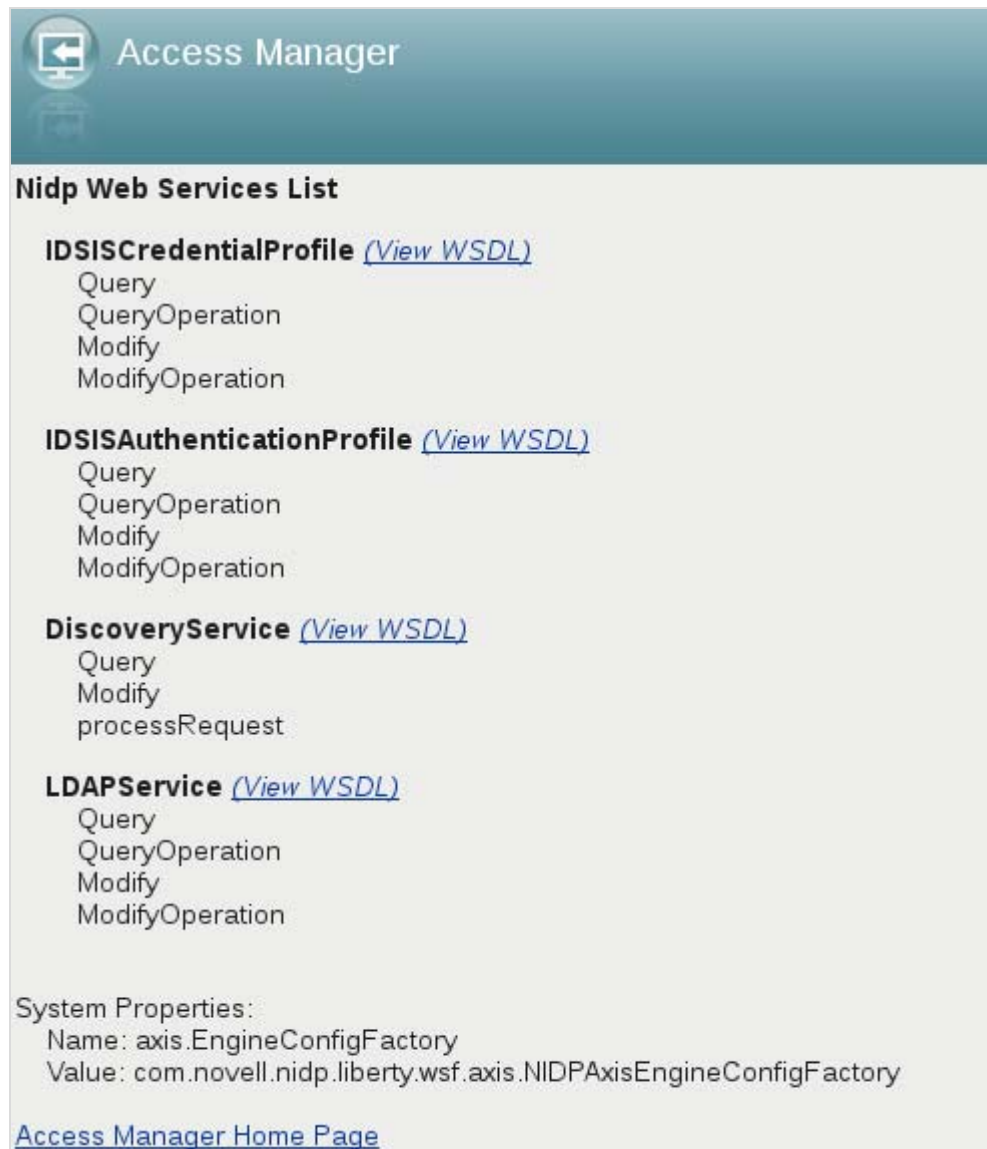 Access Manager
Nidp Web Services List
IDSISCredentialProfile (View WSDL)
Query
QueryOperation
Modify
ModifyOperation
IDSISAuthenticationProfile (View WSDL)
Query
QueryOperation
Modify
ModifyOperation
DiscoveryService (View WSDL)
Query
Modify
processRequest
LDAPService (View WSDL)
Query
QueryOperation
Modify
ModifyOperation
System Properties:
Name: axis.EngineConfigFactory
Value: com.novell.nidp.liberty.wsf.axis.NIDPAxisEngineConfigFactory
Access Manager Home Page